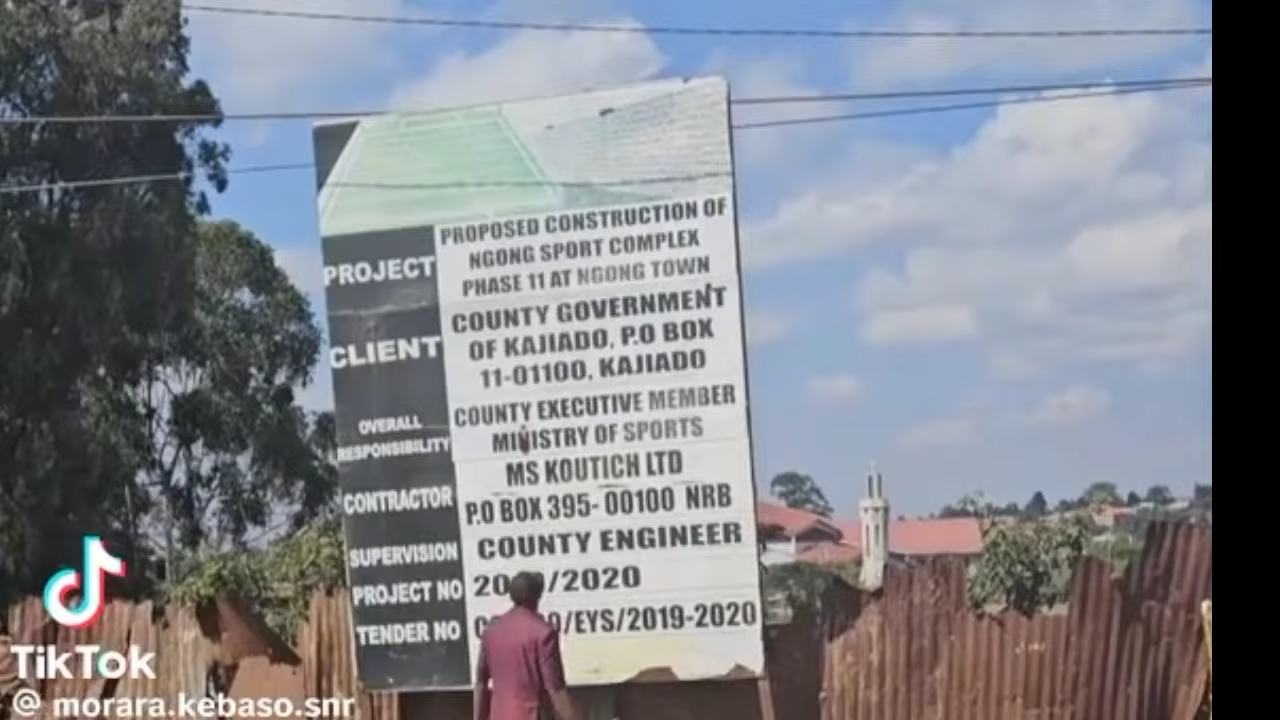 PROJECT
PROPOSED CONSTRUCTION OF
NGONG SPORT COMPLEX
PHASE 11 AT NGONG TOWN
CLIENT
COUNTY GOVERNMENT
OF KAJIADO, P.O BOX
11-01100, KAJIADO
OVERALL
RESPONSIBILITY
COUNTY EXECUTIVE MEMBER
MINISTRY OF SPORTS
CONTRACTOR
MS KOUTICH LTD
P.O BOX 395- 00100 NRB
SUPERVISION
COUNTY ENGINEER
PROJECT NO
/2020
TENDER NO
/EYS/2019-2020
TikTok
@ morara.kebaso.snr